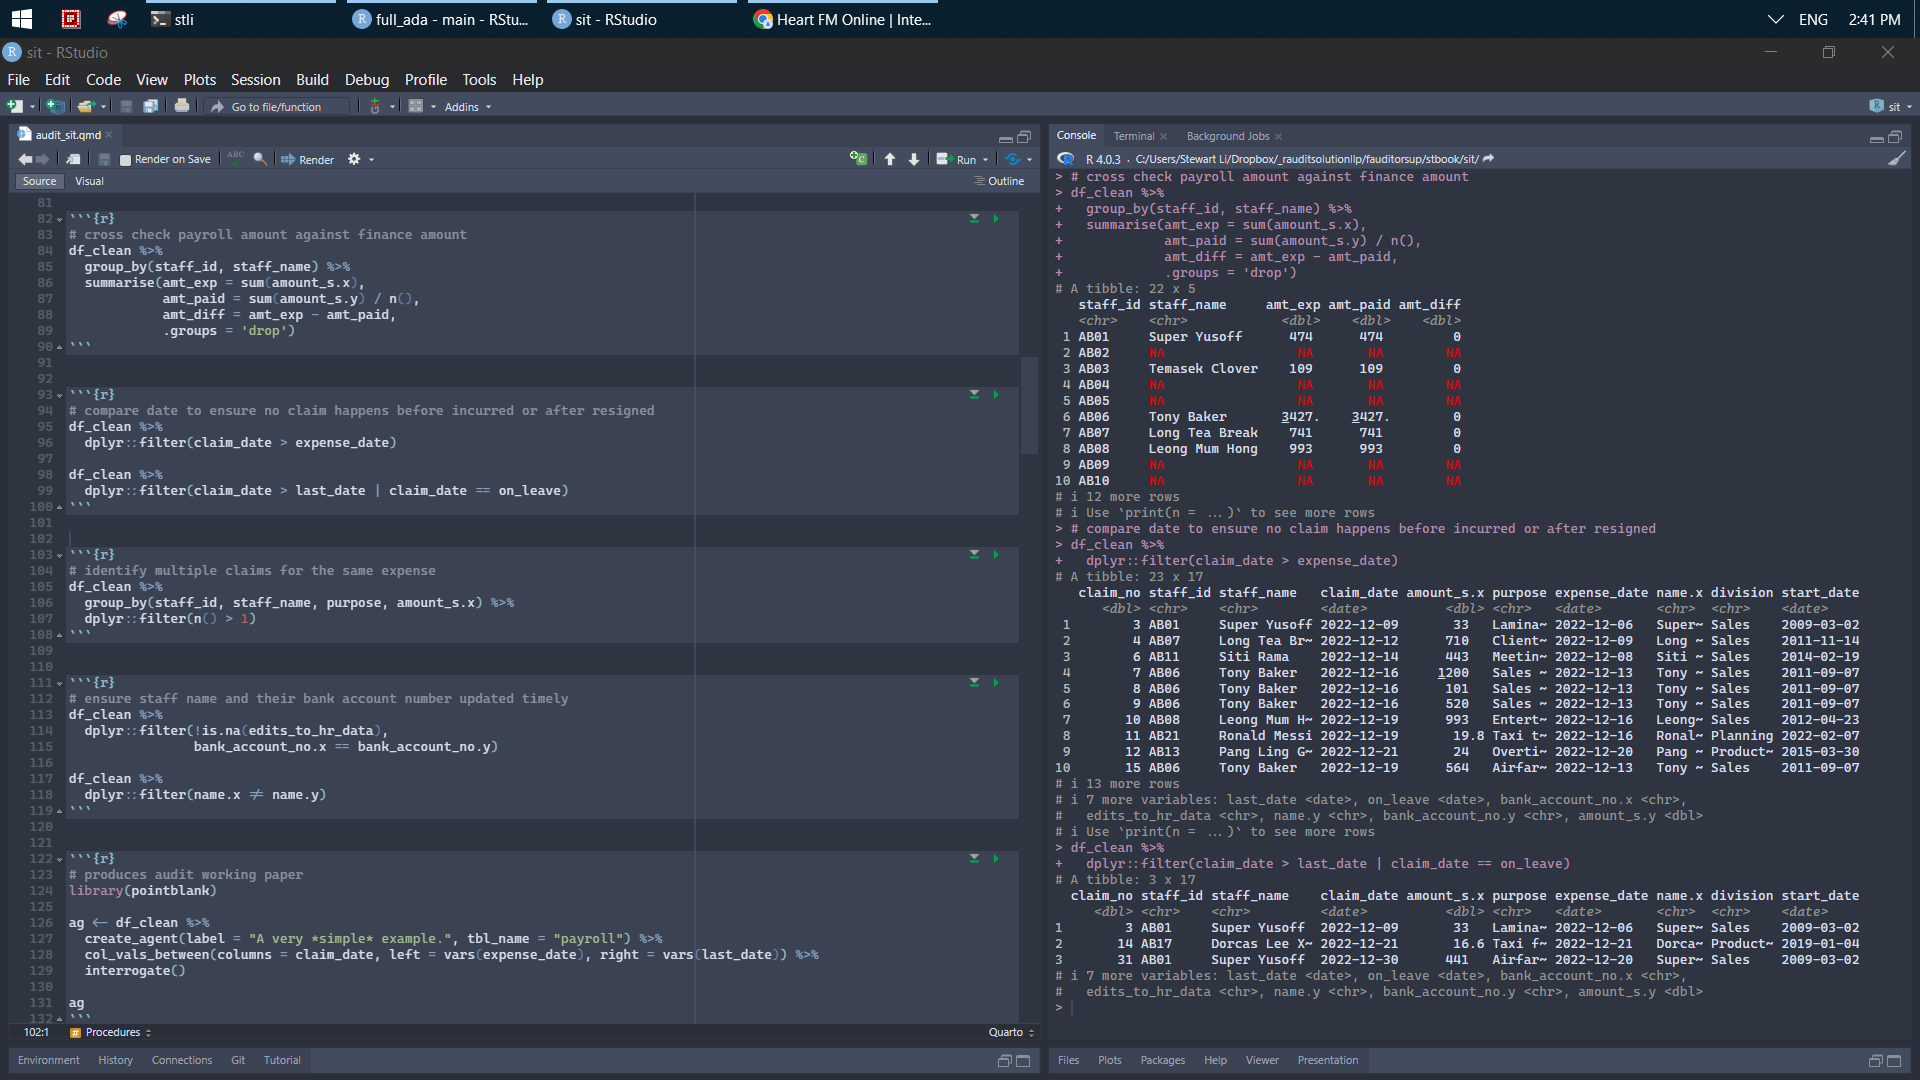 stli
full_ada - main - RStu...
sit - RStudio
Heart FM Online | Inte...
ENG
2:41 PM
sit - RStudio
File Edit Code View Plots Session Build Debug Profile Tools Help
Go to file/function
Addins
sit
audit_sit.qmd
Render on Save
Render
Run
Source Visual
Outline
81
82 ```{r}
83 # cross check payroll amount against finance amount
84 df_clean %>%
85 group_by(staff_id, staff_name) %>%
86 summarise(amt_exp = sum(amount_s.x),
87 amt_paid = sum(amount_s.y) / n(),
88 amt_diff = amt_exp - amt_paid,
89 .groups = 'drop')
90 ```
91
92
93 ```{r}
94 # compare date to ensure no claim happens before incurred or after resigned
95 df_clean %>%
96 dplyr::filter(claim_date > expense_date)
97
98 df_clean %>%
99 dplyr::filter(claim_date > last_date | claim_date == on_leave)
100 ```
101
102
103 ```{r}
104 # identify multiple claims for the same expense
105 df_clean %>%
106 group_by(staff_id, staff_name, purpose, amount_s.x) %>%
107 dplyr::filter(n() > 1)
108 ```
109
110
111 ```{r}
112 # ensure staff name and their bank account number updated timely
113 df_clean %>%
114 dplyr::filter(!is.na(edits_to_hr_data),
115 bank_account_no.x == bank_account_no.y)
116
117 df_clean %>%
118 dplyr::filter(name.x ≠ name.y)
119 ```
120
121
122 ```{r}
123 # produces audit working paper
124 library(pointblank)
125
126 ag ← df_clean %>%
127 create_agent(label = "A very *simple* example.", tbl_name = "payroll") %>%
128 col_vals_between(columns = claim_date, left = vars(expense_date), right = vars(last_date)) %>%
129 interrogate()
130
131 ag
132 ```
102:1 # Procedures
Quarto
Environment History Connections Git Tutorial
Console Terminal Background Jobs
R 4.0.3 · C:/Users/Stewart Li/Dropbox/_rauditsolutionllp/fauditorsup/stbook/sit/
> # cross check payroll amount against finance amount
> df_clean %>%
+ group_by(staff_id, staff_name) %>%
+ summarise(amt_exp = sum(amount_s.x),
+ amt_paid = sum(amount_s.y) / n(),
+ amt_diff = amt_exp - amt_paid,
+ .groups = 'drop')
# A tibble: 22 x 5
staff_id staff_name amt_exp amt_paid amt_diff
<chr> <chr> <dbl> <dbl> <dbl>
1 AB01 Super Yusoff 474 474 0
2 AB02 NA NA NA NA
3 AB03 Temasek Clover 109 109 0
4 AB04 NA NA NA NA
5 AB05 NA NA NA NA
6 AB06 Tony Baker 3427. 3427. 0
7 AB07 Long Tea Break 741 741 0
8 AB08 Leong Mum Hong 993 993 0
9 AB09 NA NA NA NA
10 AB10 NA NA NA NA
# i 12 more rows
# i Use `print(n = ...)` to see more rows
> # compare date to ensure no claim happens before incurred or after resigned
> df_clean %>%
+ dplyr::filter(claim_date > expense_date)
# A tibble: 23 x 17
claim_no staff_id staff_name claim_date amount_s.x purpose expense_date name.x division start_date
<dbl> <chr> <chr> <date> <dbl> <chr> <date> <chr> <chr> <date>
1 3 AB01 Super Yusoff 2022-12-09 33 Lamina~ 2022-12-06 Super~ Sales 2009-03-02
2 4 AB07 Long Tea Br~ 2022-12-12 710 Client~ 2022-12-09 Long ~ Sales 2011-11-14
3 6 AB11 Siti Rama 2022-12-14 443 Meetin~ 2022-12-08 Siti ~ Sales 2014-02-19
4 7 AB06 Tony Baker 2022-12-16 1200 Sales ~ 2022-12-13 Tony ~ Sales 2011-09-07
5 8 AB06 Tony Baker 2022-12-16 101 Sales ~ 2022-12-13 Tony ~ Sales 2011-09-07
6 9 AB06 Tony Baker 2022-12-16 520 Sales ~ 2022-12-13 Tony ~ Sales 2011-09-07
7 10 AB08 Leong Mum H~ 2022-12-19 993 Entert~ 2022-12-16 Leong~ Sales 2012-04-23
8 11 AB21 Ronald Messi 2022-12-19 19.8 Taxi t~ 2022-12-16 Ronal~ Planning 2022-02-07
9 12 AB13 Pang Ling G~ 2022-12-21 24 Overti~ 2022-12-20 Pang ~ Product~ 2015-03-30
10 15 AB06 Tony Baker 2022-12-19 564 Airfar~ 2022-12-13 Tony ~ Sales 2011-09-07
# i 13 more rows
# i 7 more variables: last_date <date>, on_leave <date>, bank_account_no.x <chr>,
# edits_to_hr_data <chr>, name.y <chr>, bank_account_no.y <chr>, amount_s.y <dbl>
# i Use `print(n = ...)` to see more rows
> df_clean %>%
+ dplyr::filter(claim_date > last_date | claim_date == on_leave)
# A tibble: 3 x 17
claim_no staff_id staff_name claim_date amount_s.x purpose expense_date name.x division start_date
<dbl> <chr> <chr> <date> <dbl> <chr> <date> <chr> <chr> <date>
1 3 AB01 Super Yusoff 2022-12-09 33 Lamina~ 2022-12-06 Super~ Sales 2009-03-02
2 14 AB17 Dorcas Lee X~ 2022-12-21 16.6 Taxi f~ 2022-12-21 Dorca~ Product~ 2019-01-04
3 31 AB01 Super Yusoff 2022-12-30 441 Airfar~ 2022-12-20 Super~ Sales 2009-03-02
# i 7 more variables: last_date <date>, on_leave <date>, bank_account_no.x <chr>,
# edits_to_hr_data <chr>, name.y <chr>, bank_account_no.y <chr>, amount_s.y <dbl>
>
Files Plots Packages Help Viewer Presentation